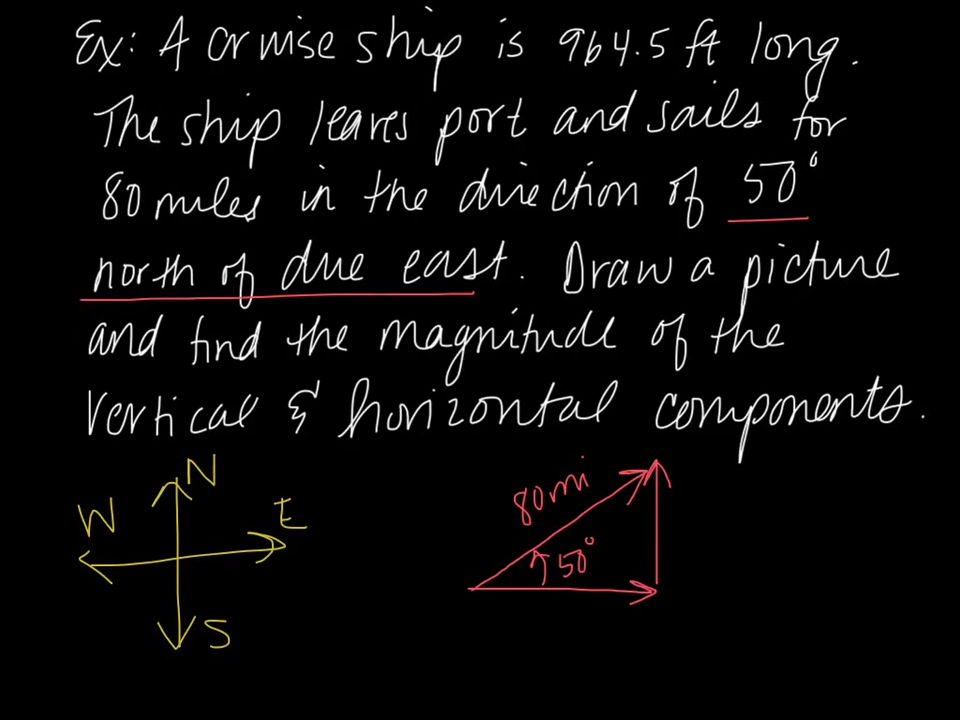 Ex: A cruise ship is 964.5 ft long.
The ship leaves port and sails for
80 miles in the direction of 50°
north of due east. Draw a picture
and find the magnitude of the
vertical & horizontal components.
N
W
E
S
80mi
50°